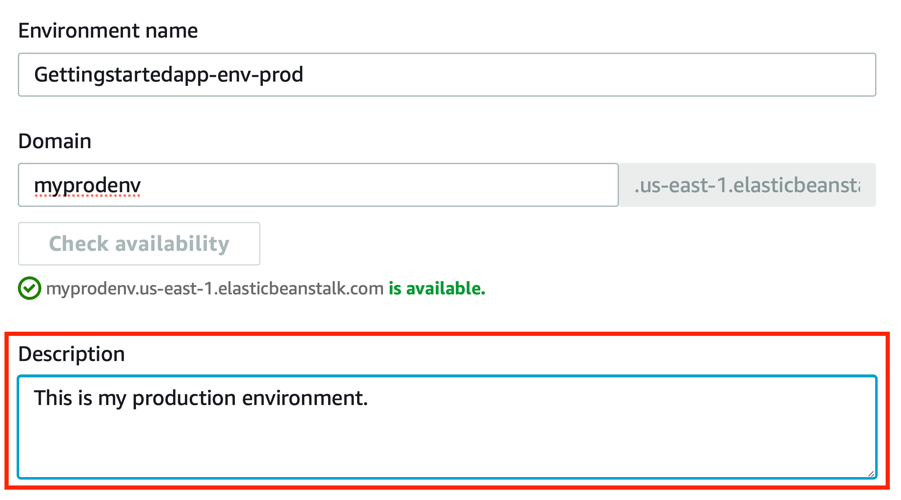 Environment name
Gettingstartedapp-env-prod
Domain
myprodenv .us-east-1.elasticbeanst
Check availability
myprodenv.us-east-1.elasticbeanstalk.com is available.
Description
This is my production environment.